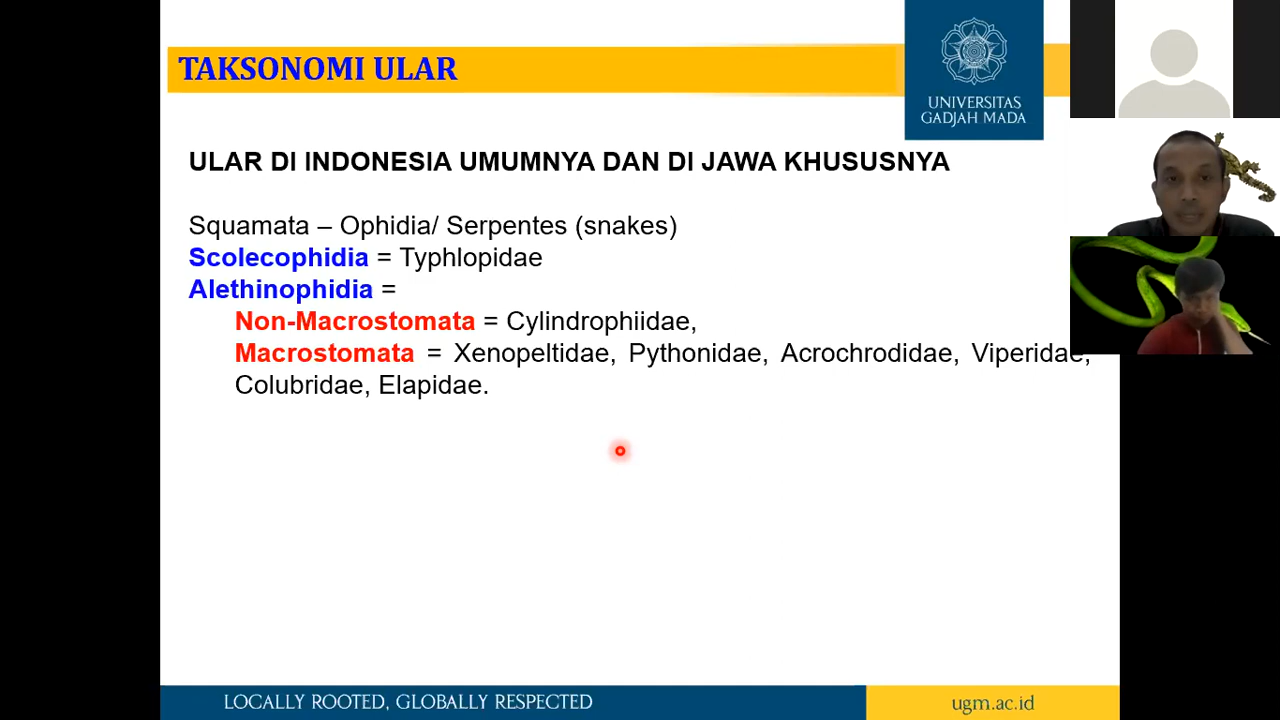 TAKSONOMI ULAR
UNIVERSITAS
GADJAH MADA
ULAR DI INDONESIA UMUMNYA DAN DI JAWA KHUSUSNYA
Squamata – Ophidia/ Serpentes (snakes)
Scolecophidia = Typhlopidae
Alethinophidia =
Non-Macrostomata = Cylindrophiidae,
Macrostomata = Xenopeltidae, Pythonidae, Acrochrodidae, Viperidae,
Colubridae, Elapidae.
LOCALLY ROOTED, GLOBALLY RESPECTED
ugm.ac.id